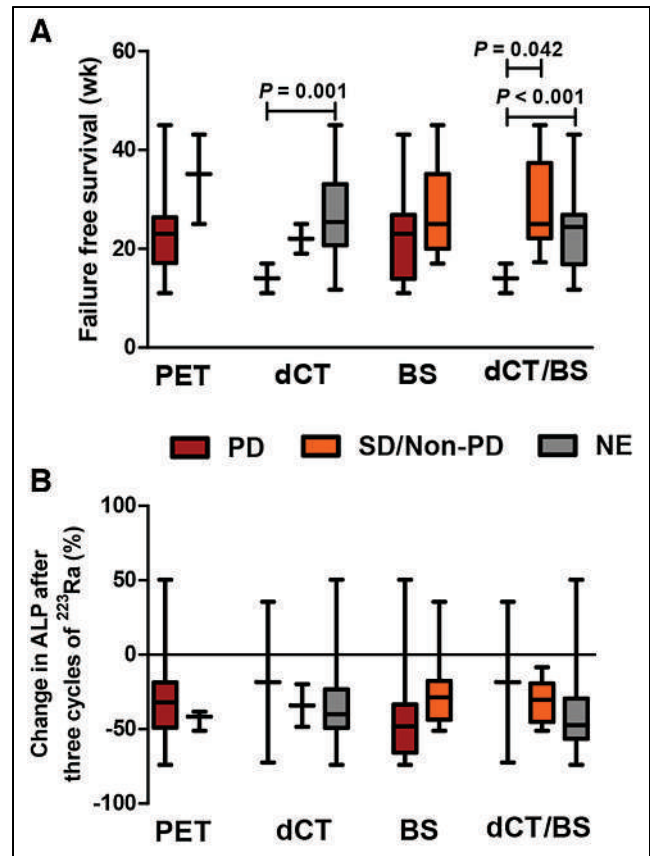 A
Failure free survival (wk)
60
40
20
0
P = 0.042
P = 0.001
P < 0.001
PET dCT BS dCT/BS
PD SD/Non-PD NE
B
Change in ALP after
three cycles of ²²³Ra (%)
100
50
0
-50
-100
PET dCT BS dCT/BS